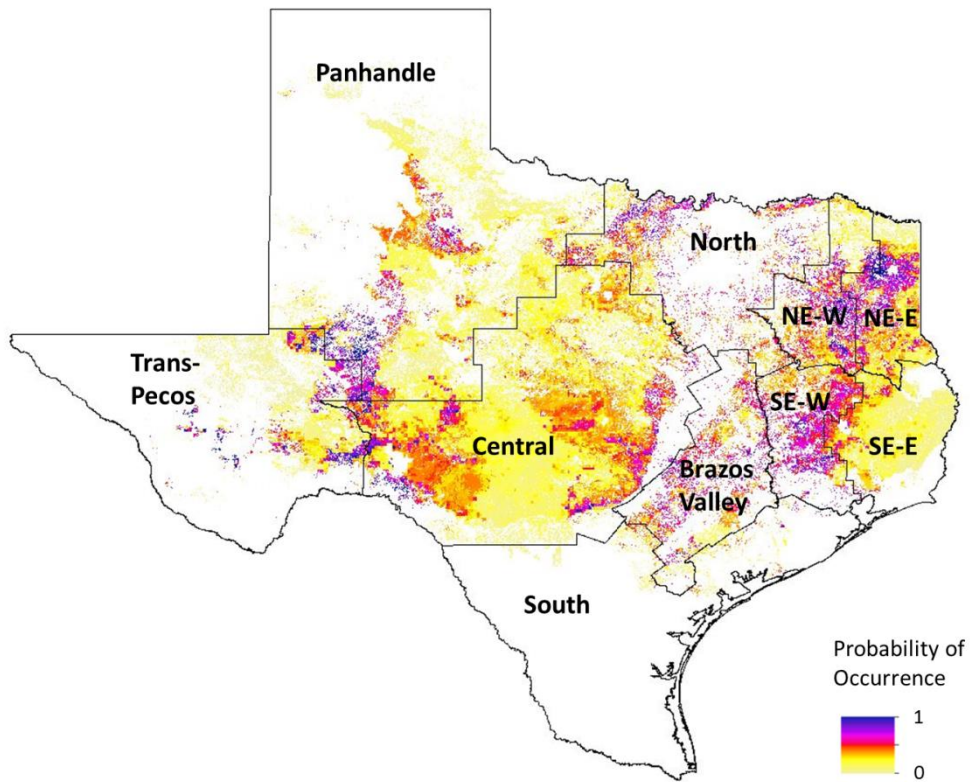 Panhandle
North
NE-W
NE-E
Trans-
Pecos
SE-W
Central
SE-E
Brazos
Valley
South
Probability of
Occurrence
1
0